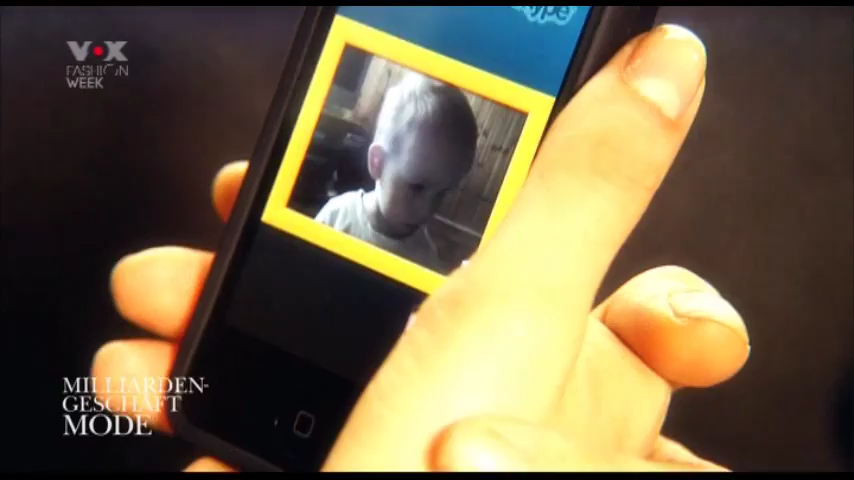 VOX
FASHION
WEEK
MILLIARDEN-
GESCHÄFT
MODE